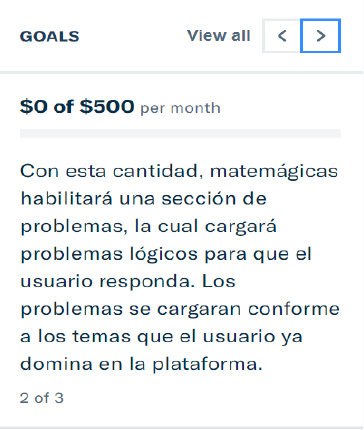 GOALS View all < >
$0 of $500 per month
Con esta cantidad, matemágicas
habilitará una sección de
problemas, la cual cargará
problemas lógicos para que el
usuario responda. Los
problemas se cargaran conforme
a los temas que el usuario ya
domina en la plataforma.
2 of 3